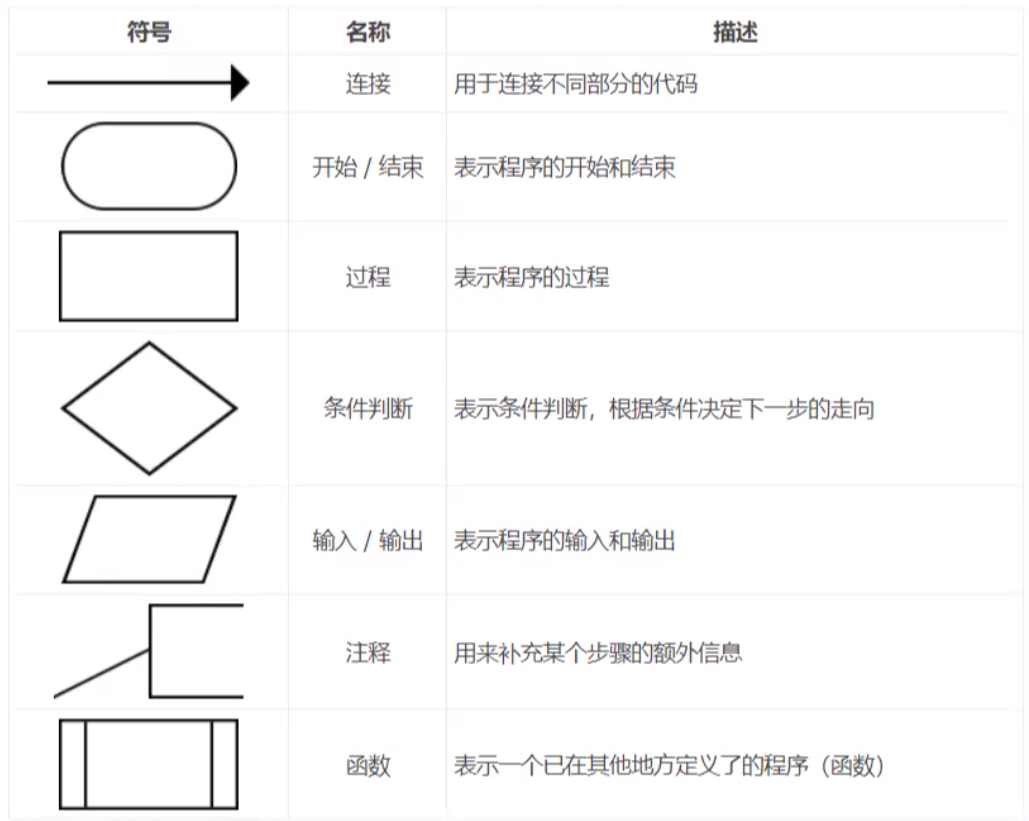 符号 名称 描述
连接 用于连接不同部分的代码
开始 / 结束 表示程序的开始和结束
过程 表示程序的过程
条件判断 表示条件判断，根据条件决定下一步的走向
输入 / 输出 表示程序的输入和输出
注释 用来补充某个步骤的额外信息
函数 表示一个已在其他地方定义了的程序（函数）